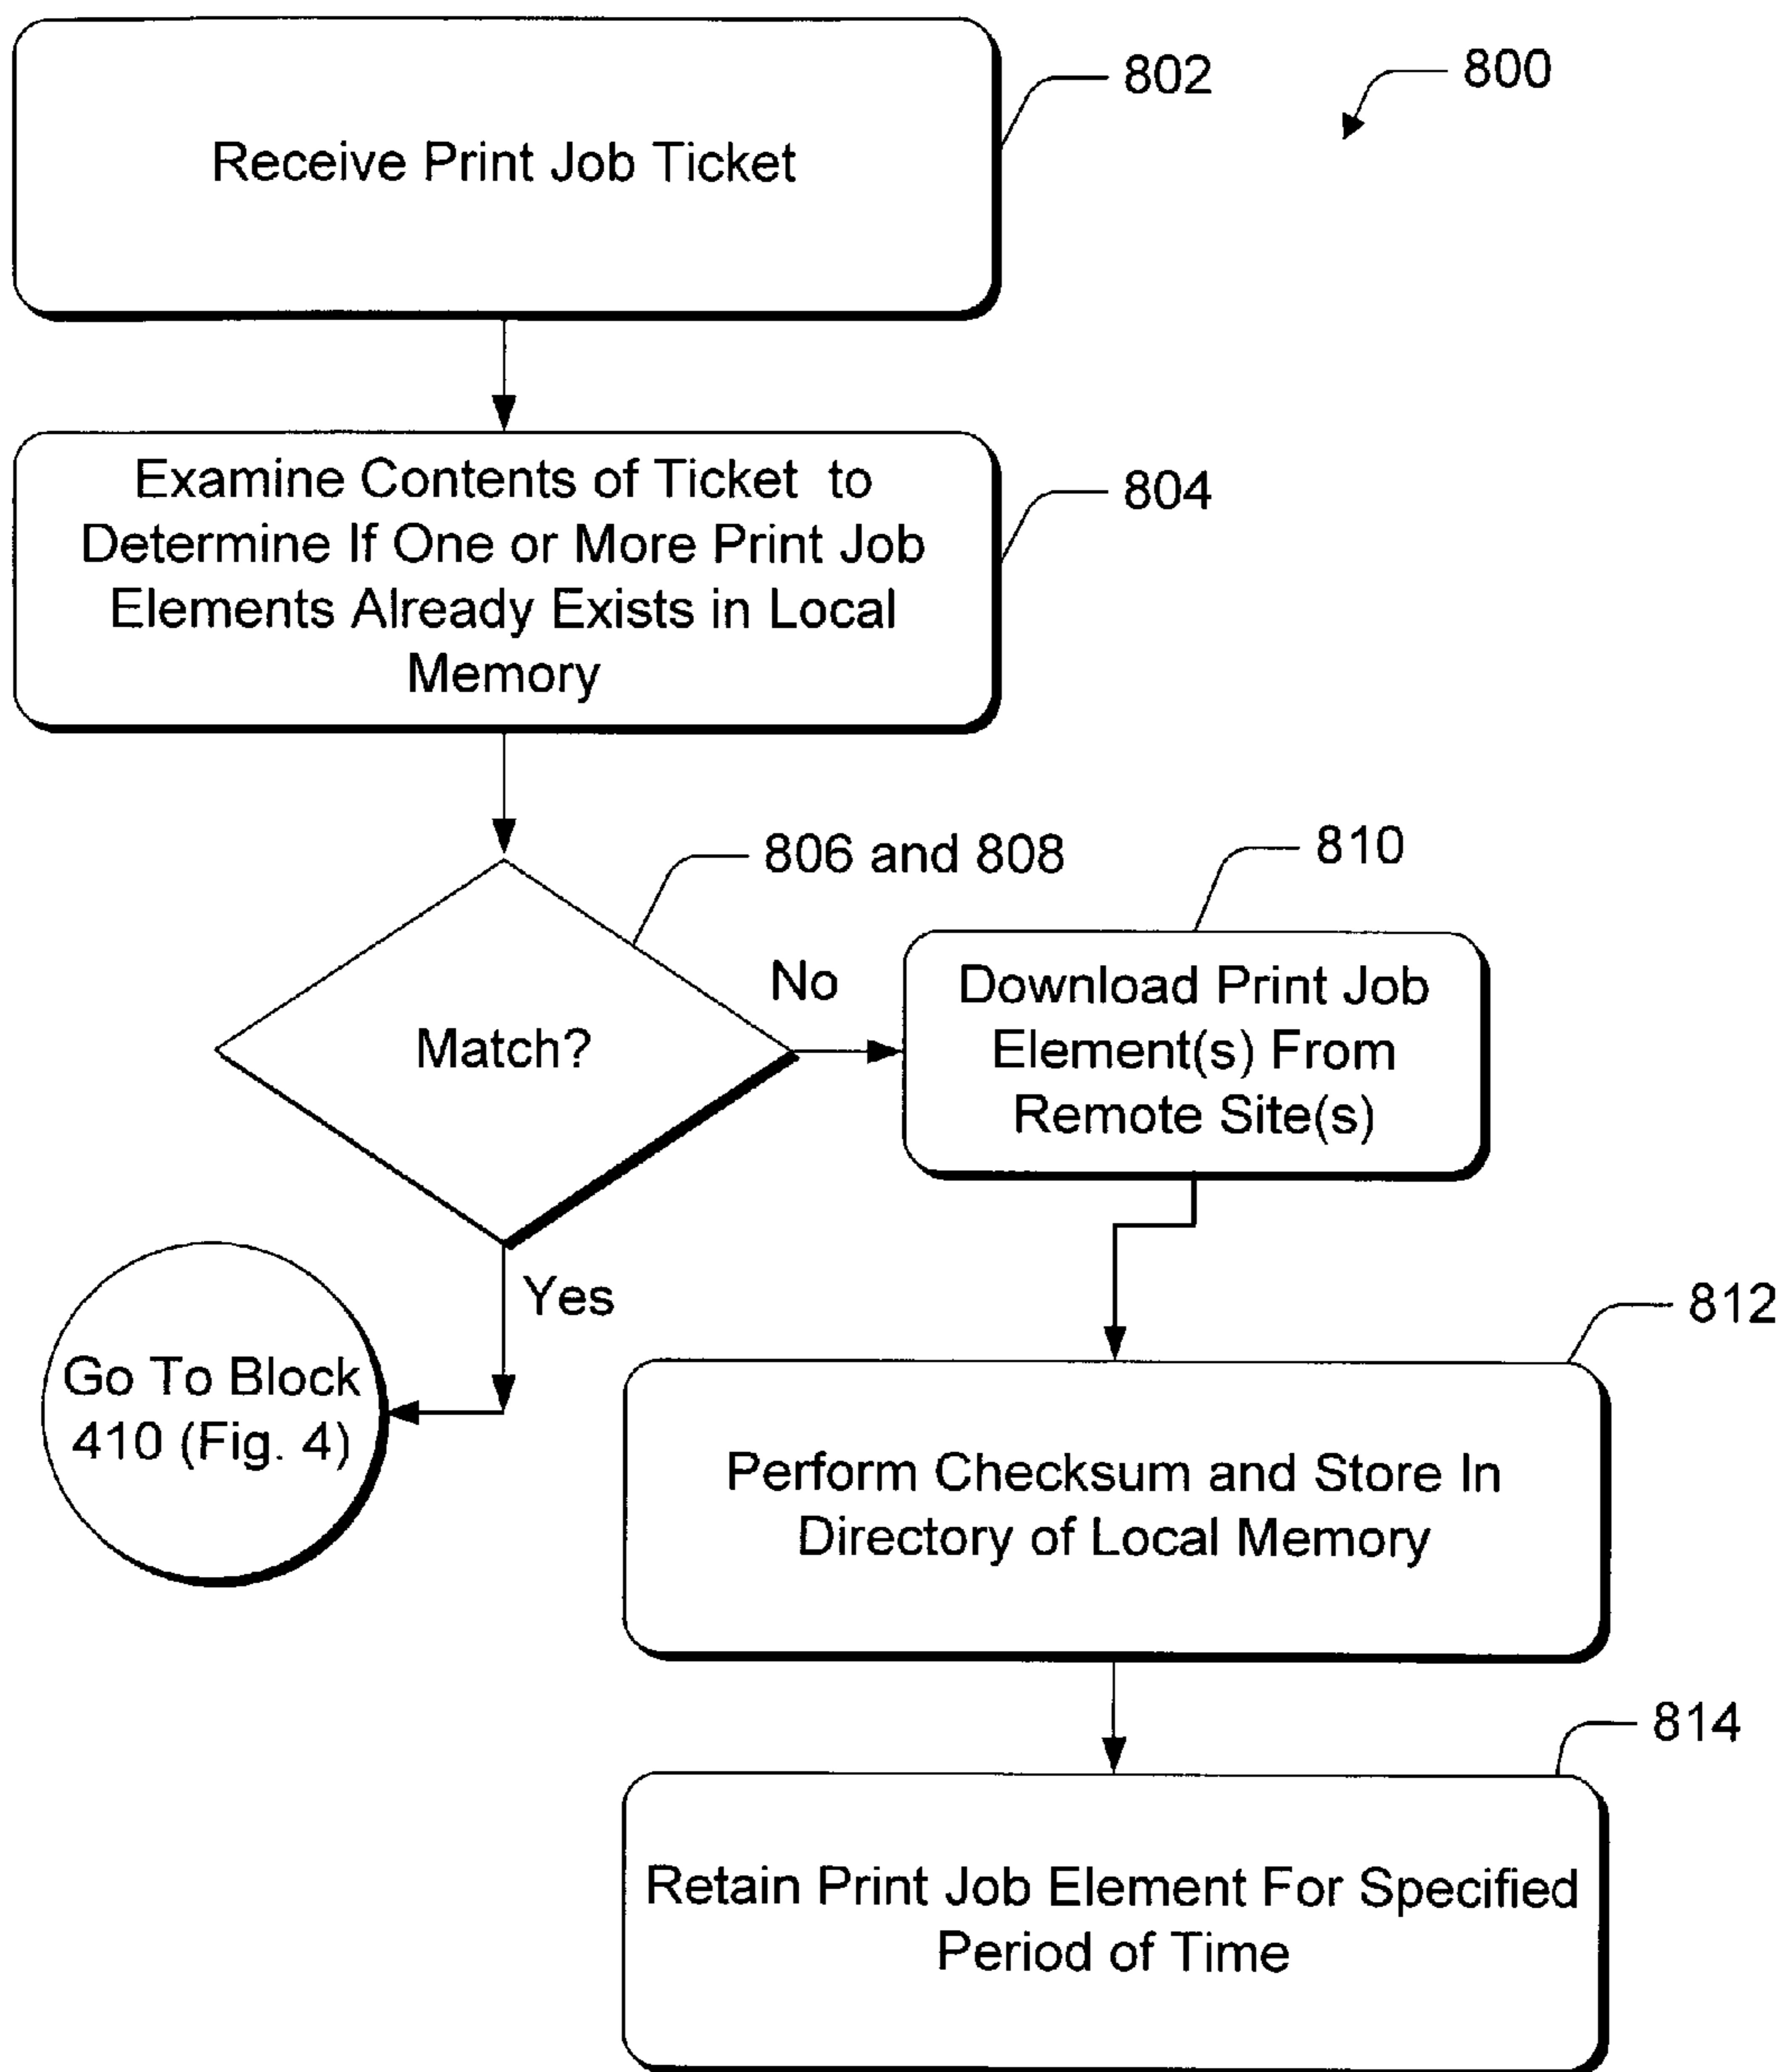 800
802
Receive Print Job Ticket
804
Examine Contents of Ticket to
Determine If One or More Print Job
Elements Already Exists in Local
Memory
806 and 808
Match?
No
810
Download Print Job
Element(s) From
Remote Site(s)
Yes
Go To Block
410 (Fig. 4)
812
Perform Checksum and Store In
Directory of Local Memory
814
Retain Print Job Element For Specified
Period of Time